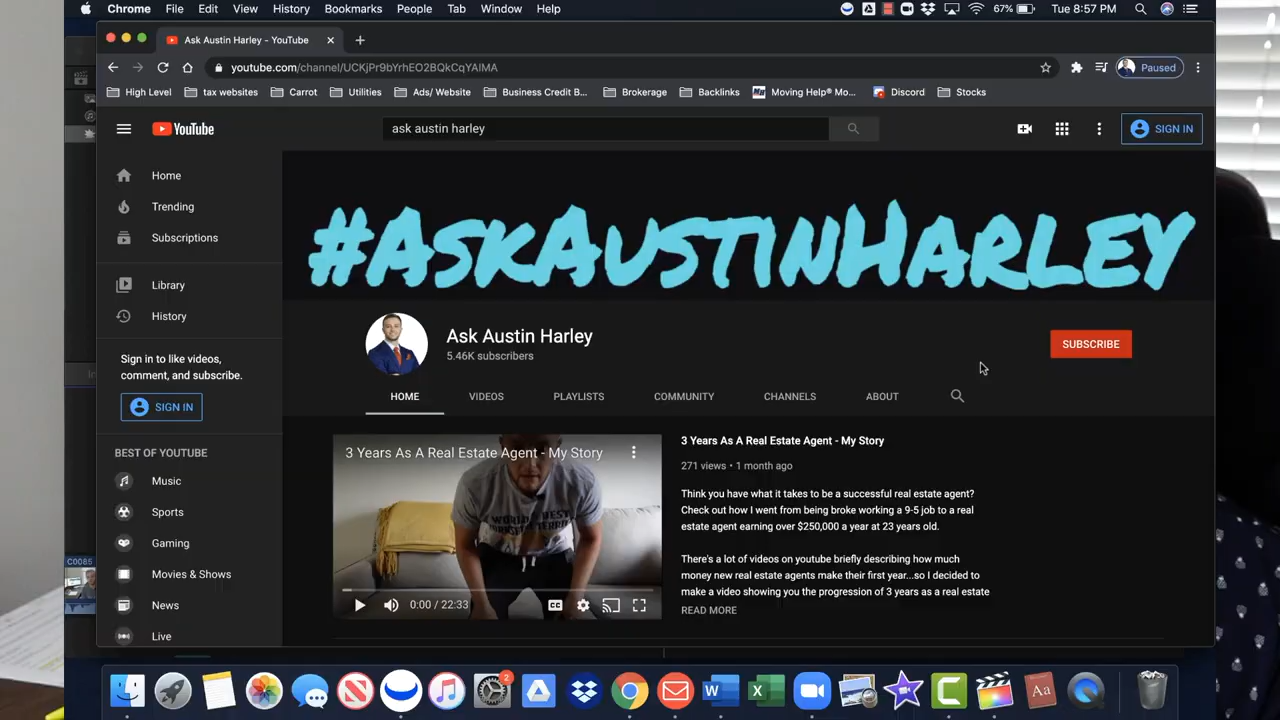 Chrome File Edit View History Bookmarks People Tab Window Help 67% Tue 8:57 PM
Ask Austin Harley - YouTube
youtube.com/channel/UCKjPr9bYrhEO2BQkCqYAlMA Paused
High Level tax websites Carrot Utilities Ads/ Website Business Credit B... Brokerage Backlinks Moving Help® Mo... Discord Stocks
YouTube ask austin harley SIGN IN
Home
Trending
Subscriptions
Library
History
Sign in to like videos,
comment, and subscribe.
SIGN IN
BEST OF YOUTUBE
Music
Sports
Gaming
Movies & Shows
News
Live
#AskAustinHarley
Ask Austin Harley
5.46K subscribers
SUBSCRIBE
HOME VIDEOS PLAYLISTS COMMUNITY CHANNELS ABOUT
3 Years As A Real Estate Agent - My Story
0:00 / 22:33
3 Years As A Real Estate Agent - My Story
271 views • 1 month ago
Think you have what it takes to be a successful real estate agent?
Check out how I went from being broke working a 9-5 job to a real
estate agent earning over $250,000 a year at 23 years old.
There's a lot of videos on youtube briefly describing how much
money new real estate agents make their first year...so I decided to
make a video showing you the progression of 3 years as a real estate
READ MORE
C0085
2